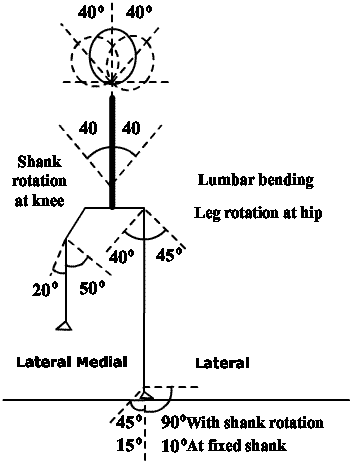 40° 40°
40 40
Shank
rotation
at knee
Lumbar bending
Leg rotation at hip
40° 45°
20° 50°
Lateral Medial Lateral
45° 90° With shank rotation
15° 10° At fixed shank